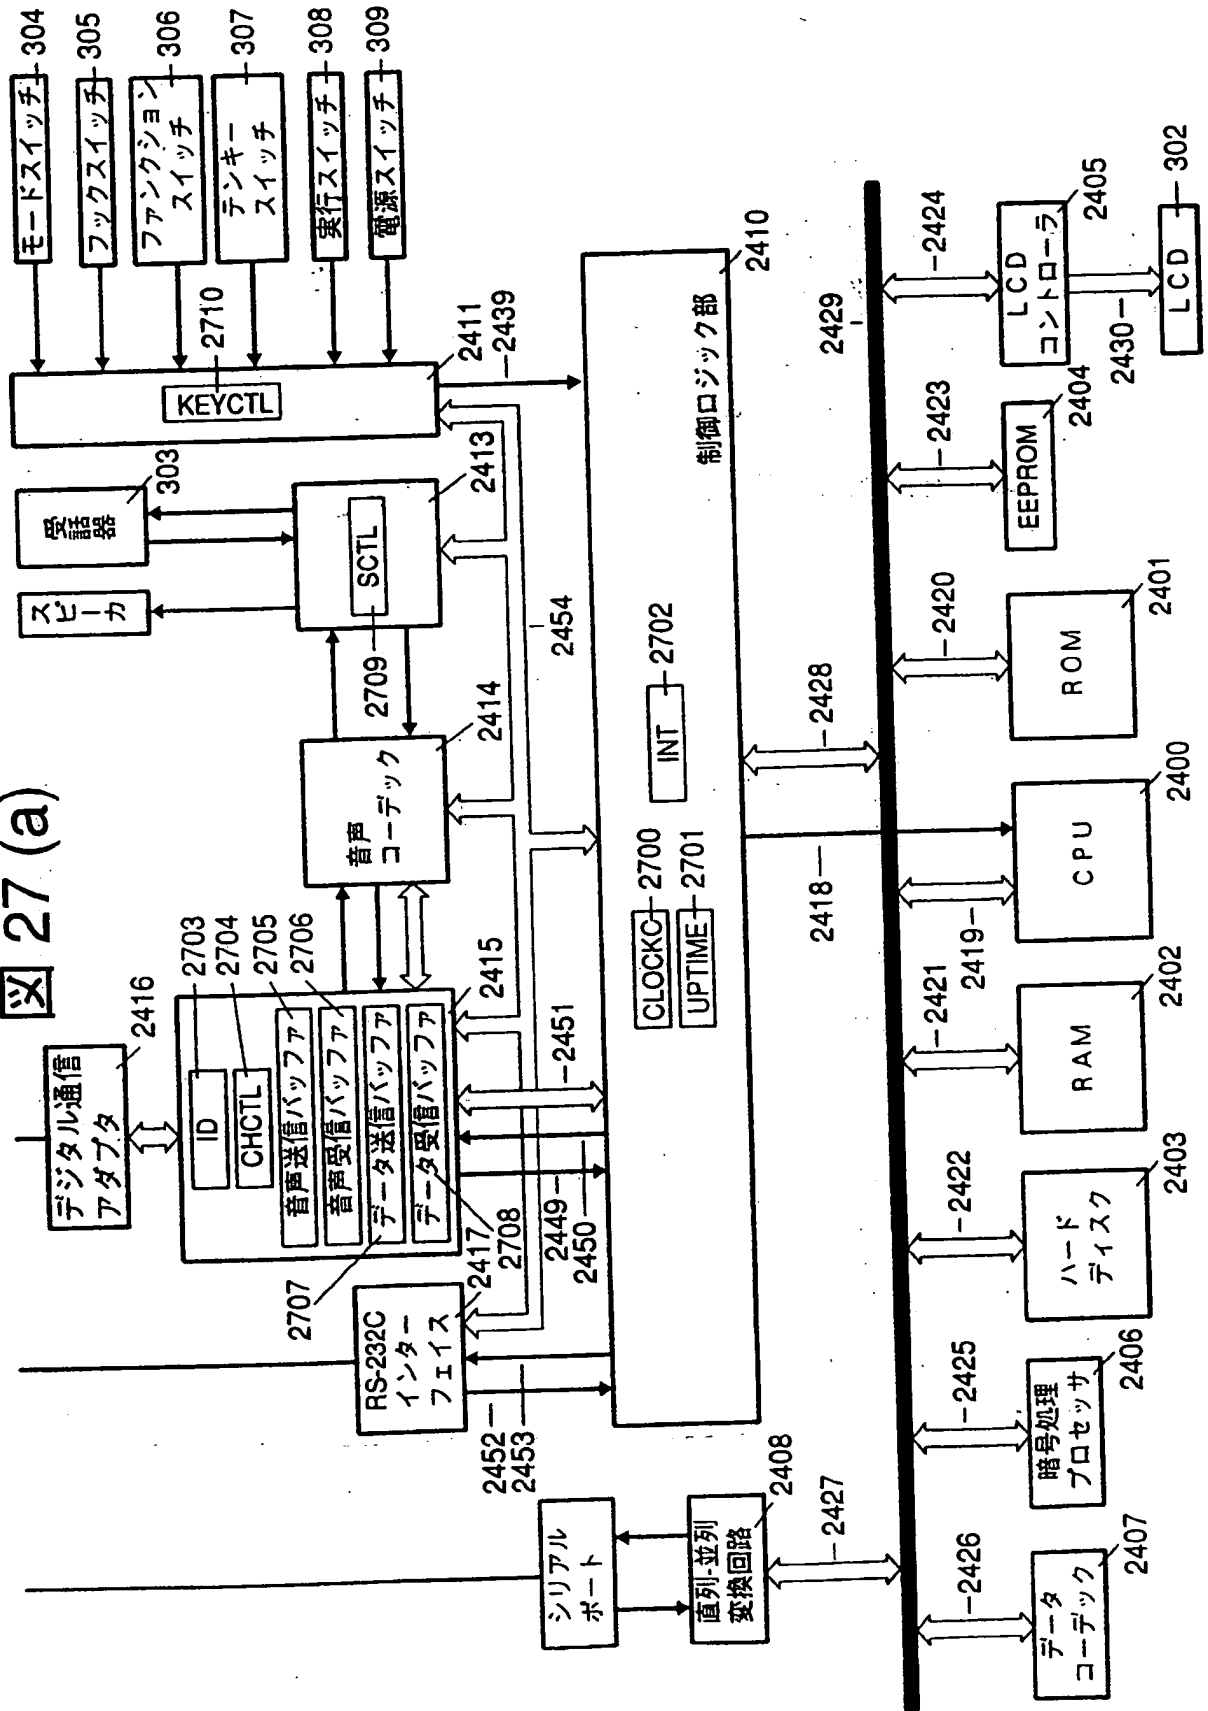 図 27 (a)
デジタル通信
アダプタ
2416
スピーカ
受話器
303
モードスイッチ
304
フックスイッチ
305
ファンクション
スイッチ
306
テンキー
スイッチ
307
実行スイッチ
308
電源スイッチ
309
ID
2703
CHCTL
2704
音声送信バッファ
2705
音声受信バッファ
2706
データ送信バッファ
2707
データ受信バッファ
2708
2415
音声
コーデック
2414
SCTL
2709
2413
KEYCTL
2710
2411
2439
RS-232C
インター
フェイス
2417
2449
2450
2451
2452
2453
2454
シリアル
ポート
直列-並列
変換回路
2408
2427
CLOCKC
2700
UPTIME
2701
INT
2702
制御ロジック部
2410
2418
2428
2429
データ
コーデック
2407
2426
暗号処理
プロセッサ
2406
2425
ハード
ディスク
2403
2422
RAM
2402
2421
CPU
2400
2419
ROM
2401
2420
EEPROM
2404
2423
LCD
コントローラ
2405
2424
2430
LCD
302